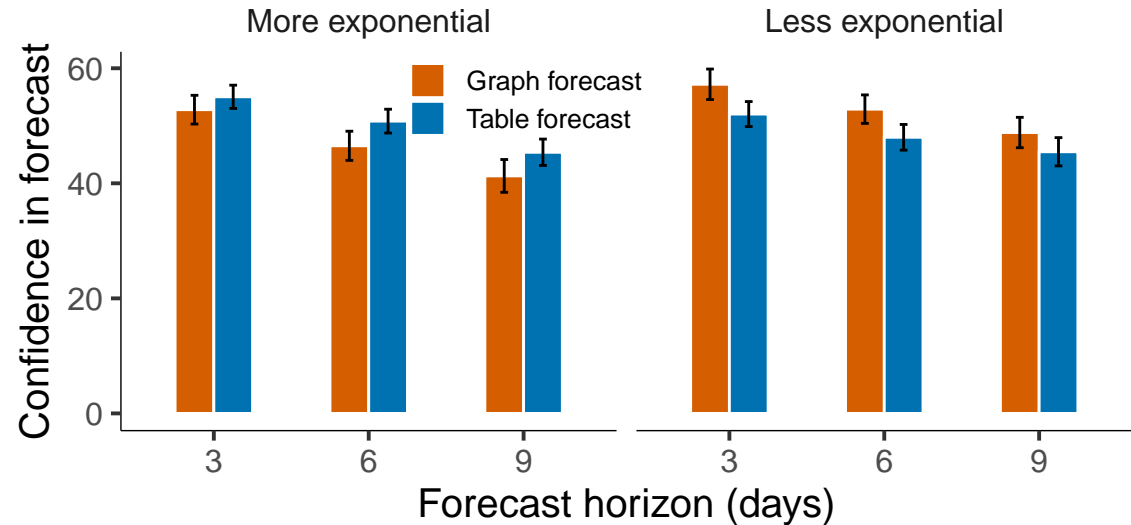 More exponential
Less exponential
Confidence in forecast
60
40
20
0
Graph forecast
Table forecast
3 6 9
3 6 9
Forecast horizon (days)